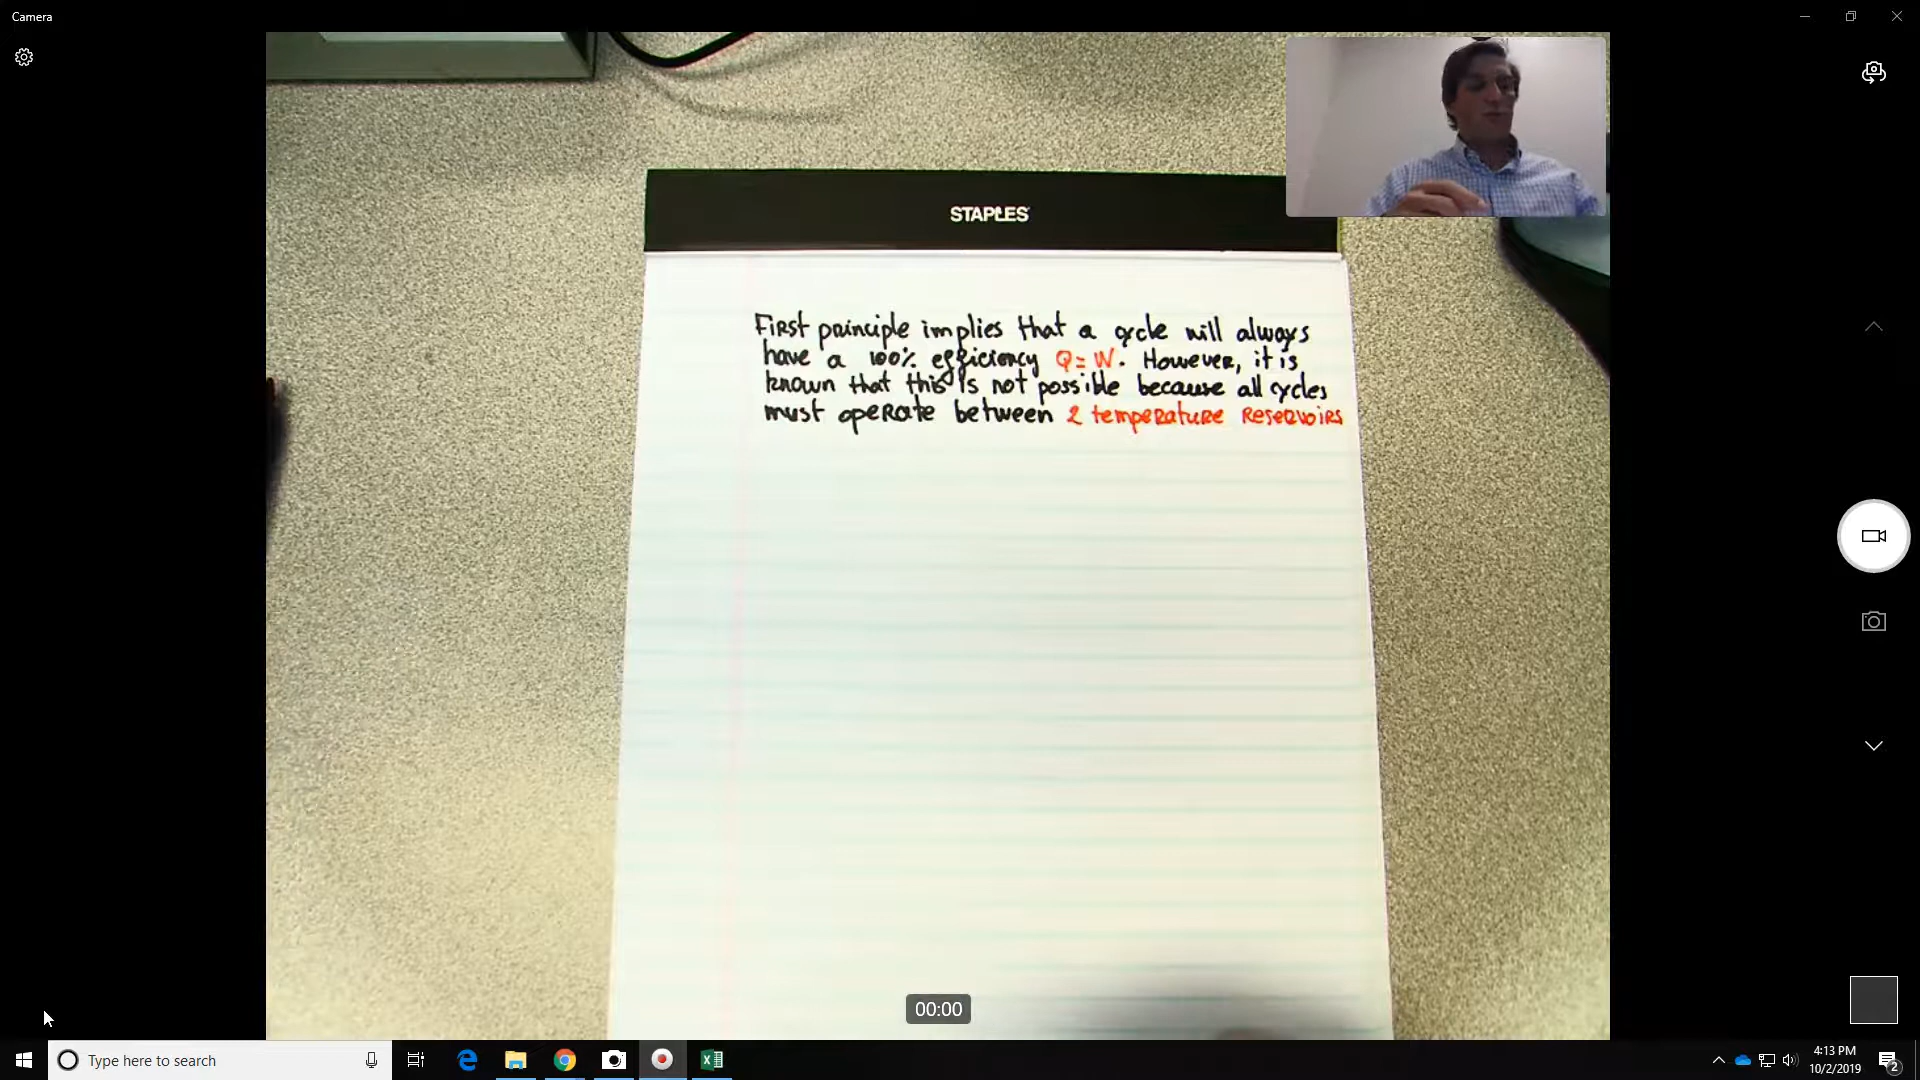 Camera
STAPLES
First principle implies that a cycle will always
have a 100% efficiency Q = W. However, it is
known that this is not possible because all cycles
must operate between 2 temperature reservoirs
00:00
Type here to search
4:13 PM
10/2/2019
2